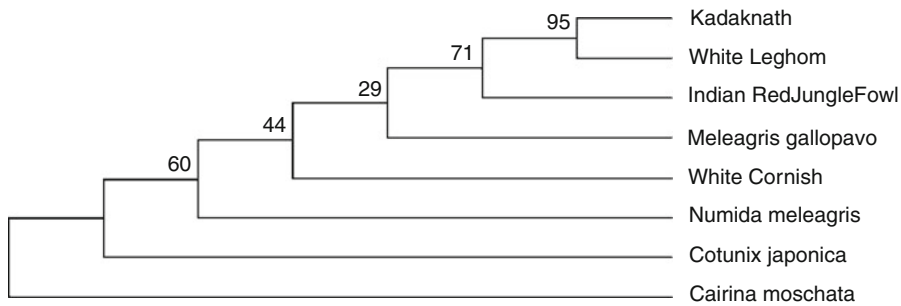 Kadaknath
95
White Leghom
71
Indian RedJungleFowl
29
Meleagris gallopavo
44
White Cornish
60
Numida meleagris
Cotunix japonica
Cairina moschata